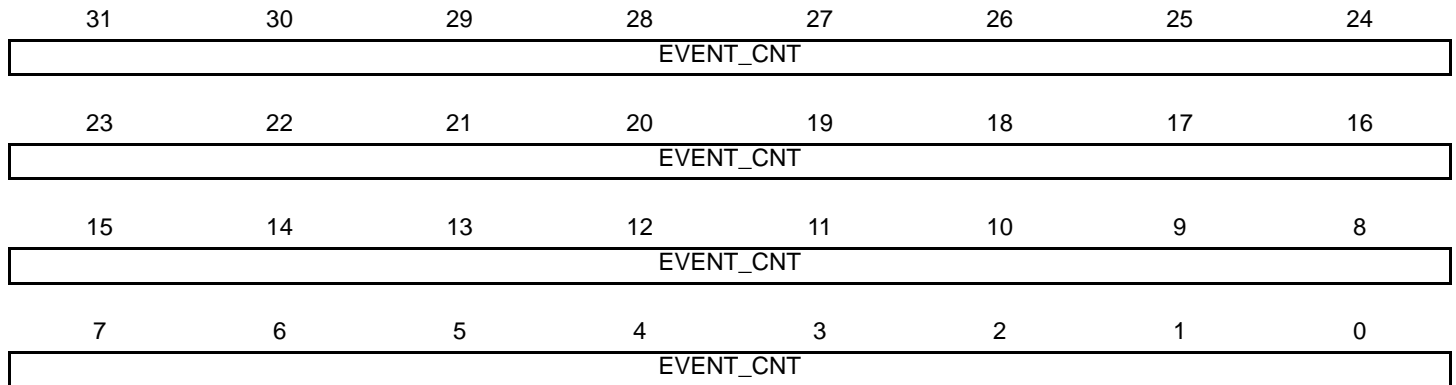 31 30 29 28 27 26 25 24
EVENT_CNT
23 22 21 20 19 18 17 16
EVENT_CNT
15 14 13 12 11 10 9 8
EVENT_CNT
7 6 5 4 3 2 1 0
EVENT_CNT